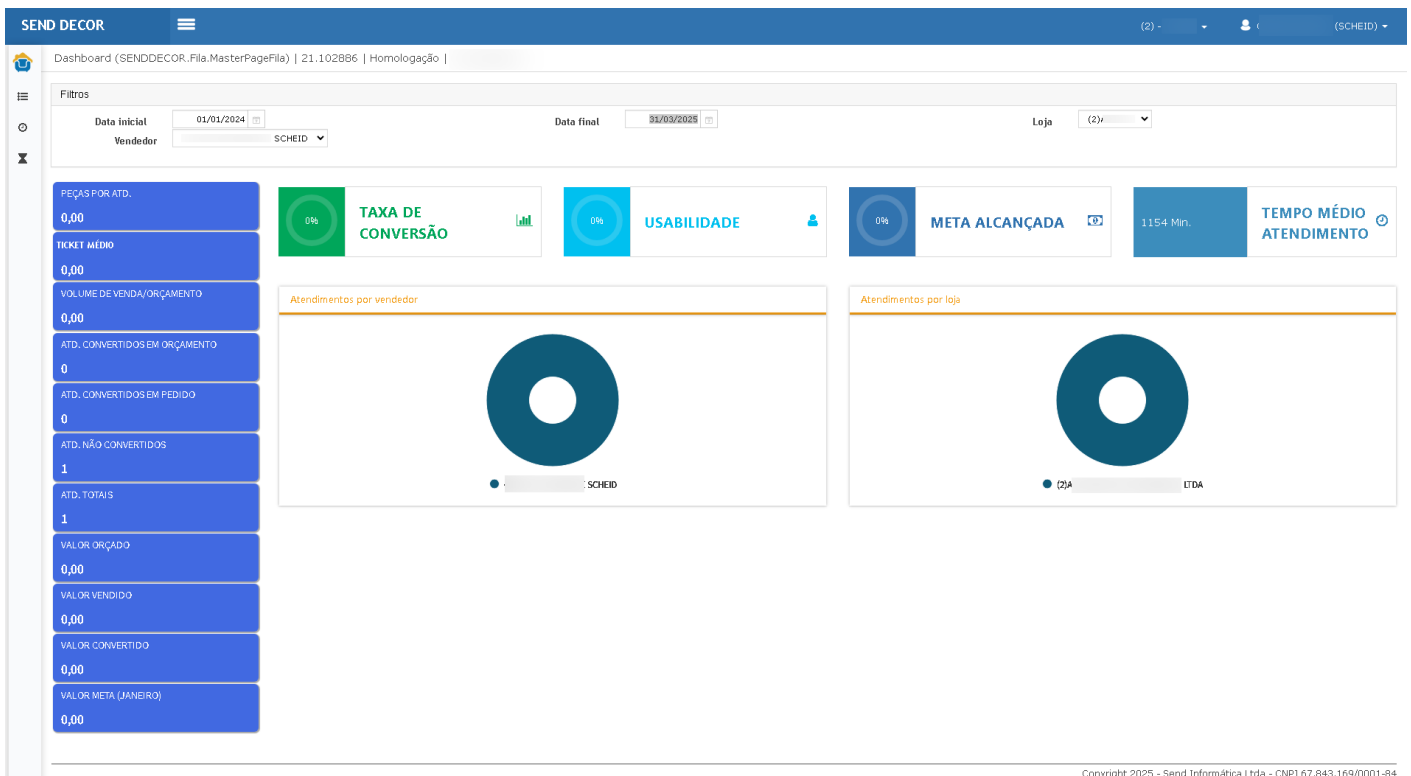 SEND DECOR
(2) -
(SCHEID)
Dashboard (SENDDECOR.Fila.MasterPageFila) | 21.102886 | Homologação |
Filtros
Data inicial 01/01/2024 Data final 31/03/2025 Loja (2)
Vendedor SCHEID
PEÇAS POR ATD.
0,00
TICKET MÉDIO
0,00
VOLUME DE VENDA/ORÇAMENTO
0,00
ATD. CONVERTIDOS EM ORÇAMENTO
0
ATD. CONVERTIDOS EM PEDIDO
0
ATD. NÃO CONVERTIDOS
1
ATD. TOTAIS
1
VALOR ORÇADO
0,00
VALOR VENDIDO
0,00
VALOR CONVERTIDO
0,00
VALOR META (JANEIRO)
0,00
0%
TAXA DE
CONVERSÃO
0%
USABILIDADE
0%
META ALCANÇADA
1154 Min.
TEMPO MÉDIO
ATENDIMENTO
Atendimentos por vendedor
SCHEID
Atendimentos por loja
(2)A LTDA
Copyright 2025 - Send Informática Ltda - CNPJ 67.843.169/0001-84